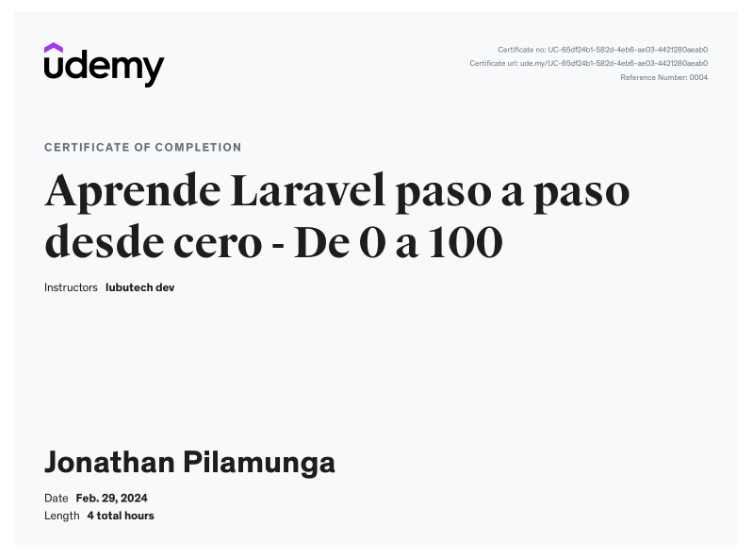 udemy
Certificate no: UC-65df24b1-582d-4eb6-ae03-4421280aeab0
Certificate url: ude.my/UC-65df24b1-582d-4eb6-ae03-4421280aeab0
Reference Number: 0004
CERTIFICATE OF COMPLETION
Aprende Laravel paso a paso
desde cero - De 0 a 100
Instructors lubutech dev
Jonathan Pilamunga
Date Feb. 29, 2024
Length 4 total hours